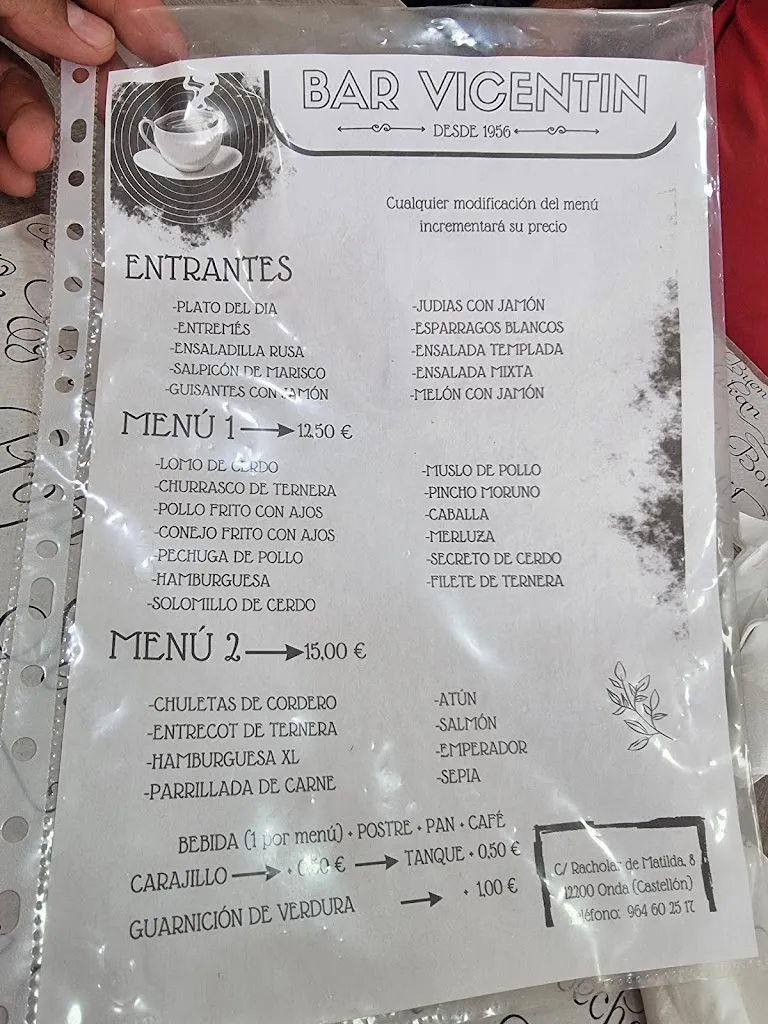 BAR VICENTIN
DESDE 1956
Cualquier modificación del menú
incrementará su precio
ENTRANTES
-PLATO DEL DIA
-ENTREMÉS
-ENSALADILLA RUSA
-SALPICÓN DE MARISCO
-GUISANTES CON JAMÓN
-JUDIAS CON JAMÓN
-ESPARRAGOS BLANCOS
-ENSALADA TEMPLADA
-ENSALADA MIXTA
-MELÓN CON JAMÓN
MENÚ 1 → 12,50 €
-LOMO DE CERDO
-CHURRASCO DE TERNERA
-POLLO FRITO CON AJOS
-CONEJO FRITO CON AJOS
-PECHUGA DE POLLO
-HAMBURGUESA
-SOLOMILLO DE CERDO
-MUSLO DE POLLO
-PINCHO MORUNO
-CABALLA
-MERLUZA
-SECRETO DE CERDO
-FILETE DE TERNERA
MENÚ 2 → 15,00 €
-CHULETAS DE CORDERO
-ENTRECOT DE TERNERA
-HAMBURGUESA XL
-PARRILLADA DE CARNE
-ATÚN
-SALMÓN
-EMPERADOR
-SEPIA
BEBIDA (1 por menú) + POSTRE + PAN + CAFÉ
CARAJILLO → + € → TANQUE + 0,50 €
GUARNICIÓN DE VERDURA → + 1,00 €
C/ Racholar de Matilda, 8
12200 Onda (Castellón)
Teléfono: 964 60 25 17
Buen